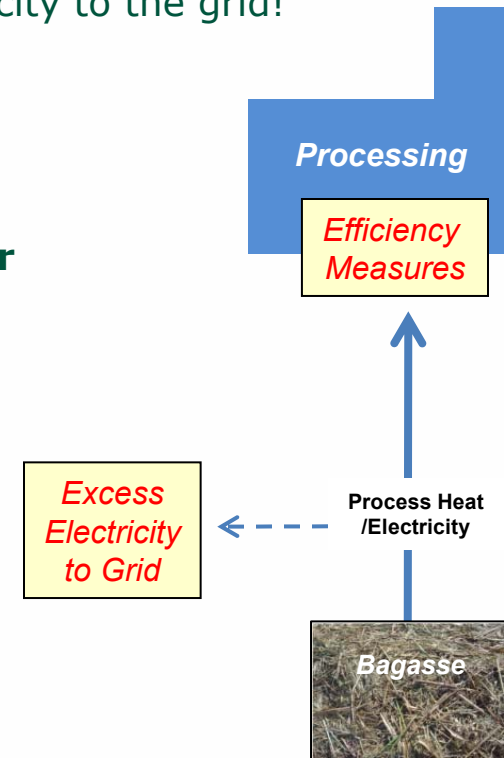 city to the grid!
Processing
r
Efficiency
Measures
Excess
Electricity
to Grid
Process Heat
/Electricity
Bagasse